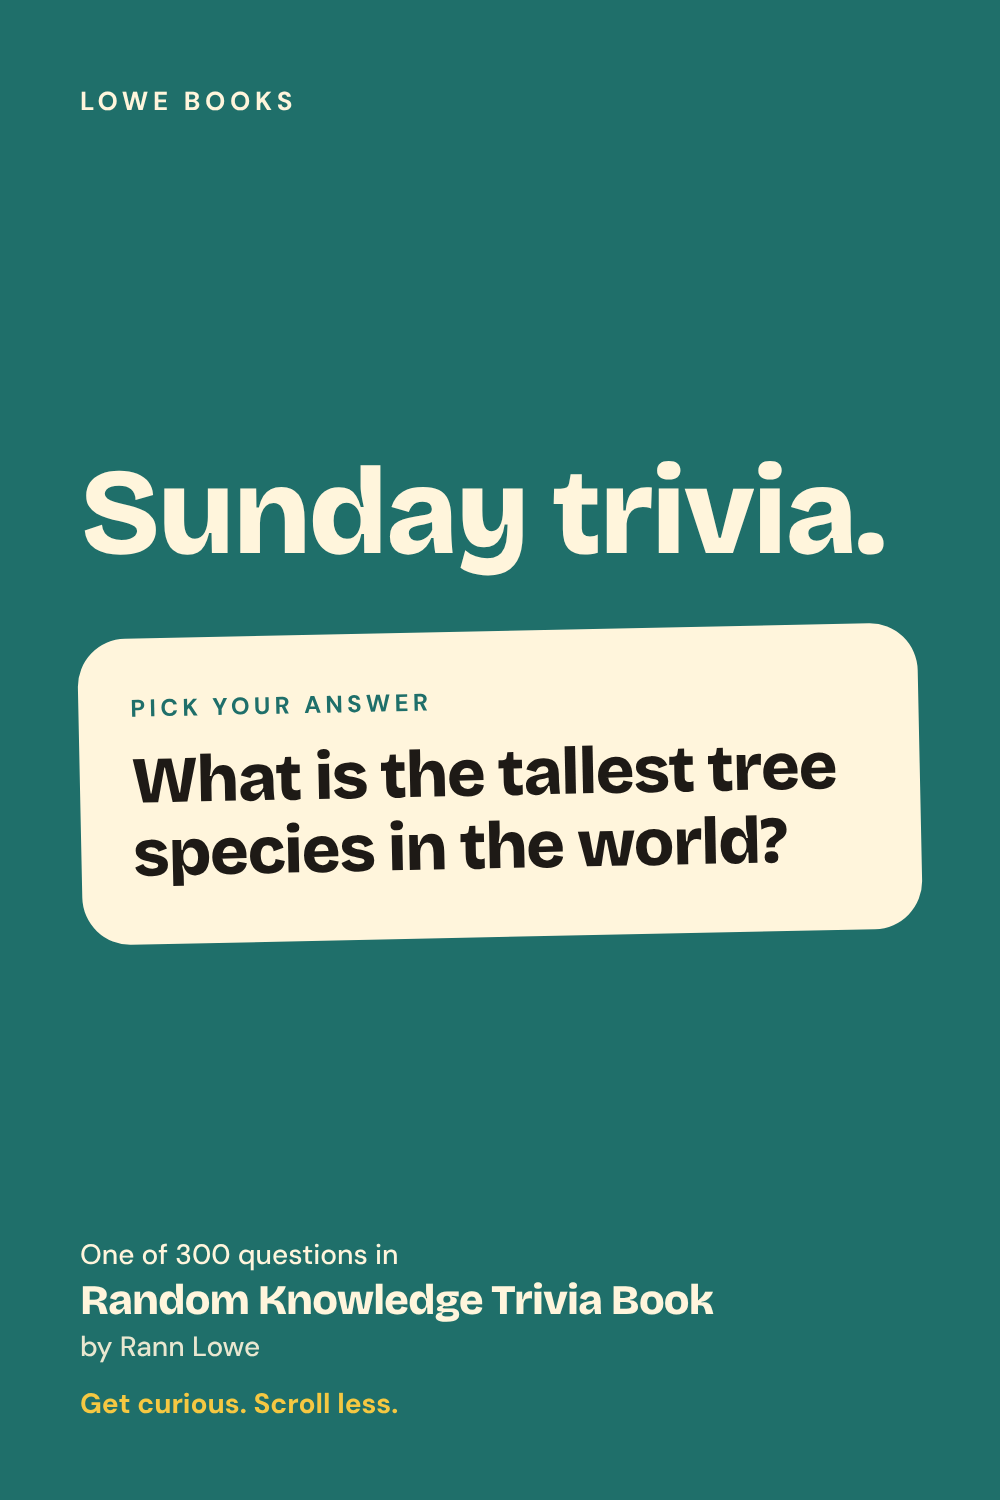 LOWE BOOKS
Sunday trivia.
PICK YOUR ANSWER
What is the tallest tree
species in the world?
One of 300 questions in
Random Knowledge Trivia Book
by Rann Lowe
Get curious. Scroll less.